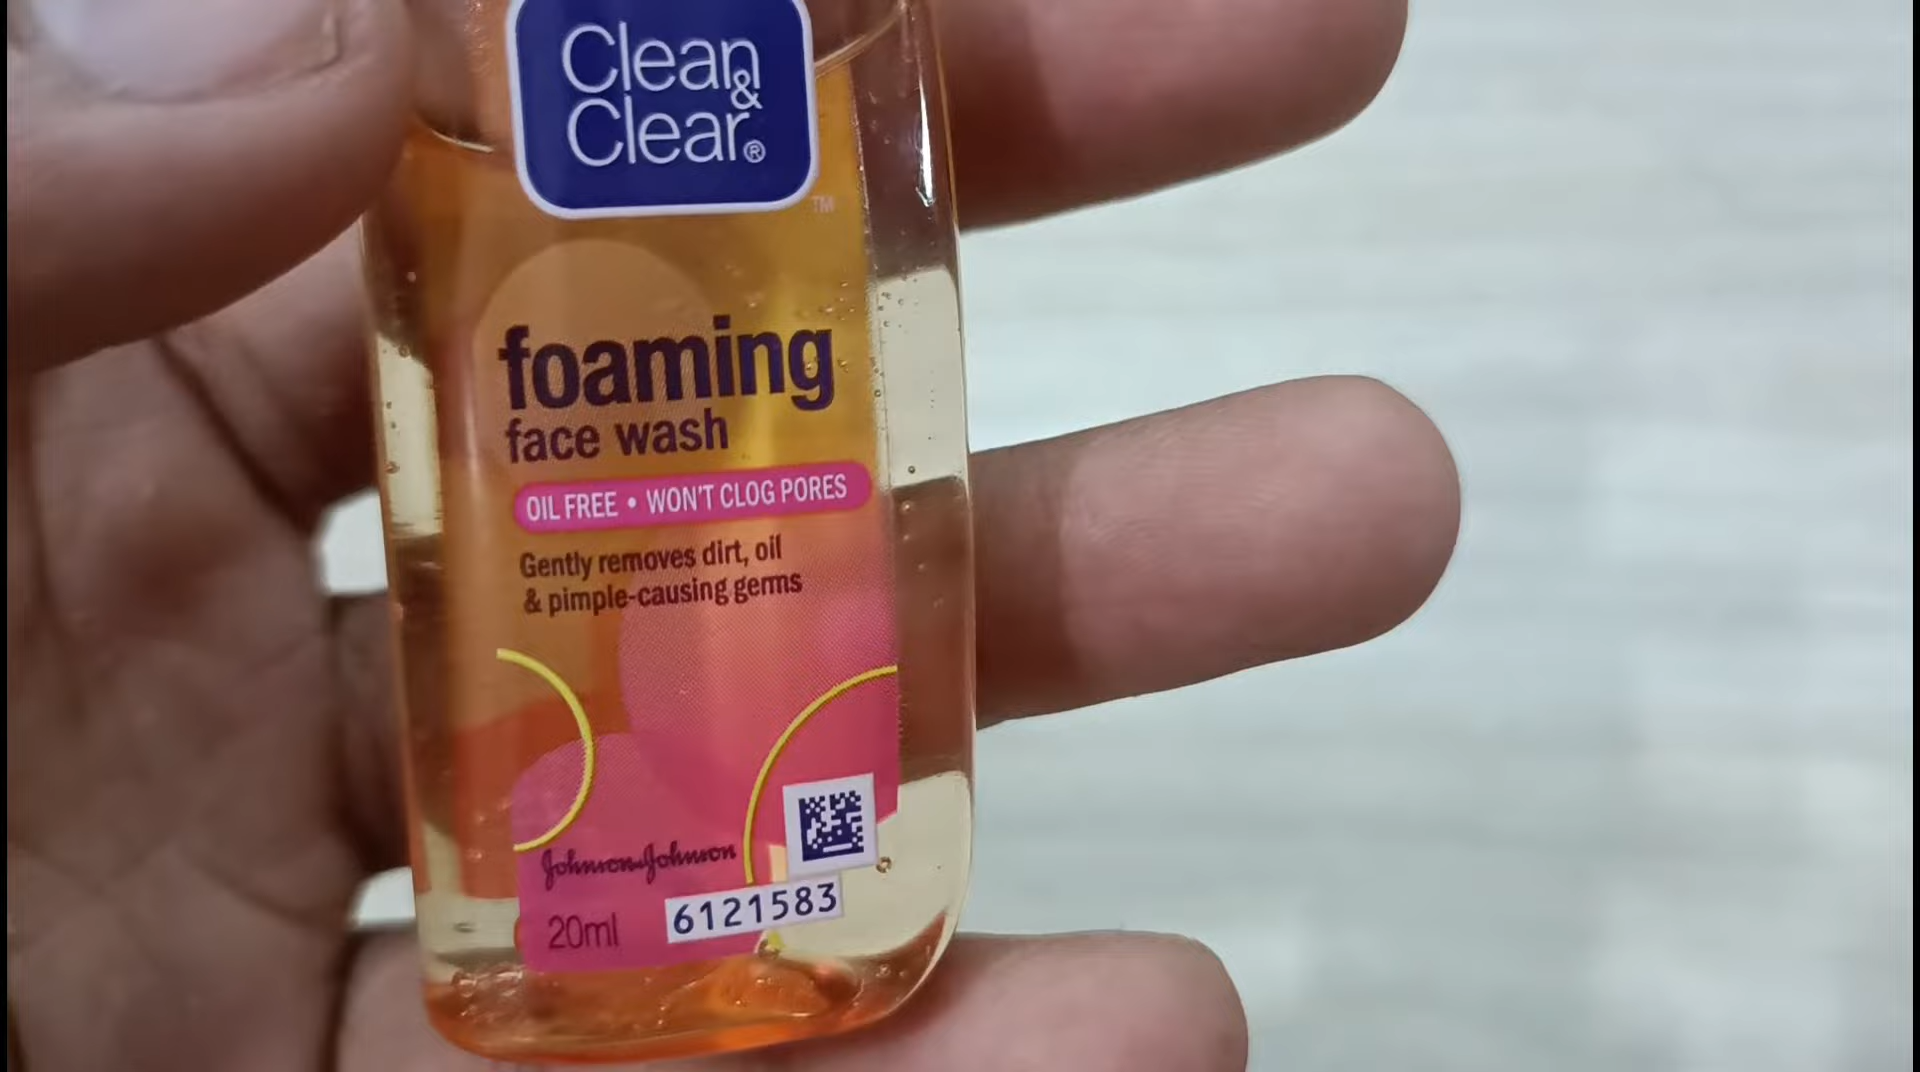 Clean
&
Clear®
TM
foaming
face wash
OIL FREE • WON'T CLOG PORES
Gently removes dirt, oil
& pimple-causing germs
Johnson & Johnson
20ml
6121583